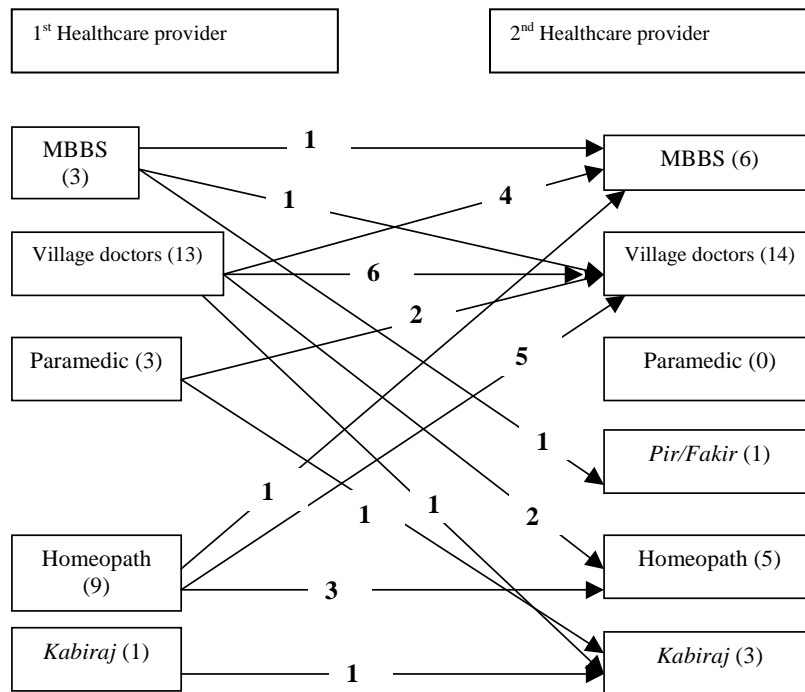 1st Healthcare provider
2nd Healthcare provider
MBBS
(3)
1
MBBS (6)
1
4
Village doctors (13)
6
Village doctors (14)
2
Paramedic (3)
5
Paramedic (0)
1
Pir/Fakir (1)
1
1
1
2
Homeopath
(9)
3
Homeopath (5)
Kabiraj (1)
1
Kabiraj (3)